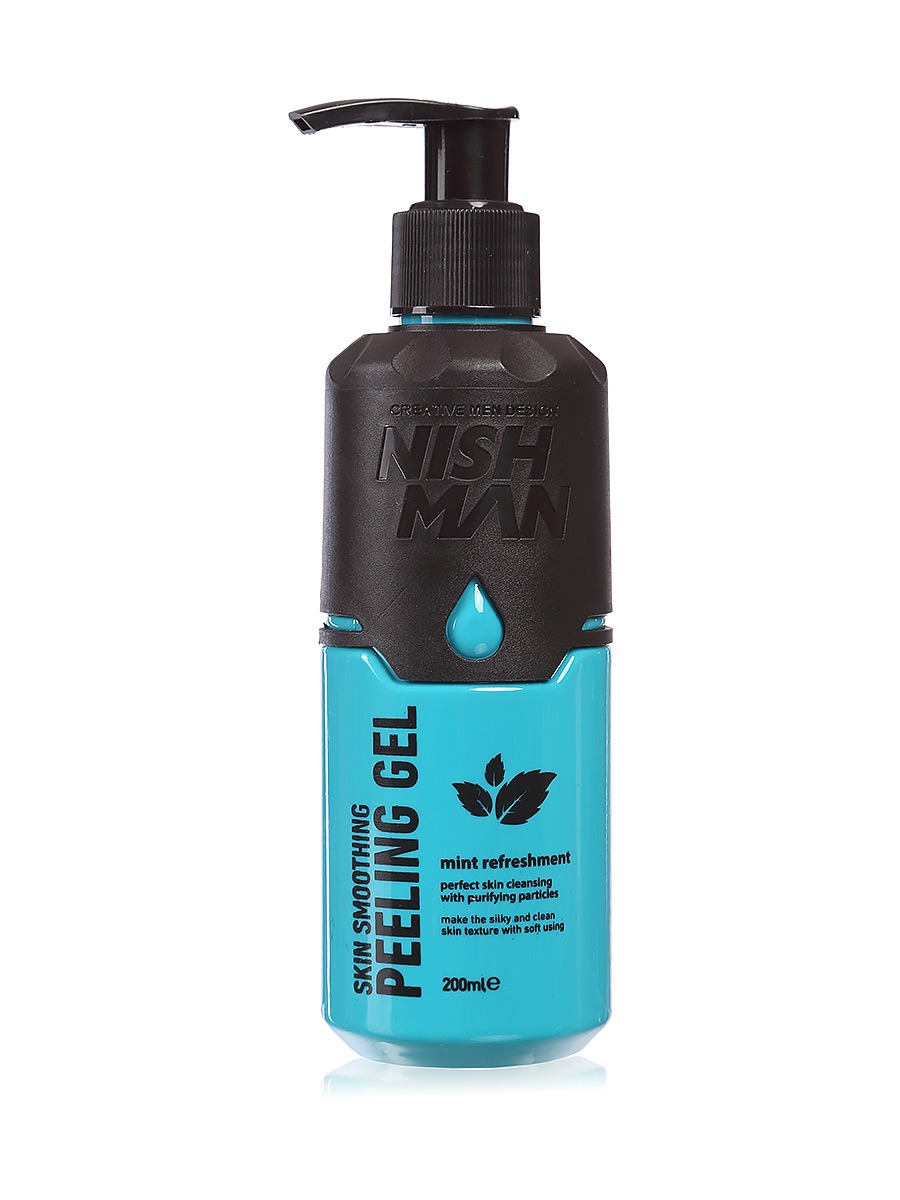 CREATIVE MEN DESIGN
NISH
MAN
SKIN SMOOTHING
PEELING GEL
mint refreshment
perfect skin cleansing
with purifying particles
make the silky and clean
skin texture with soft using
200ml e